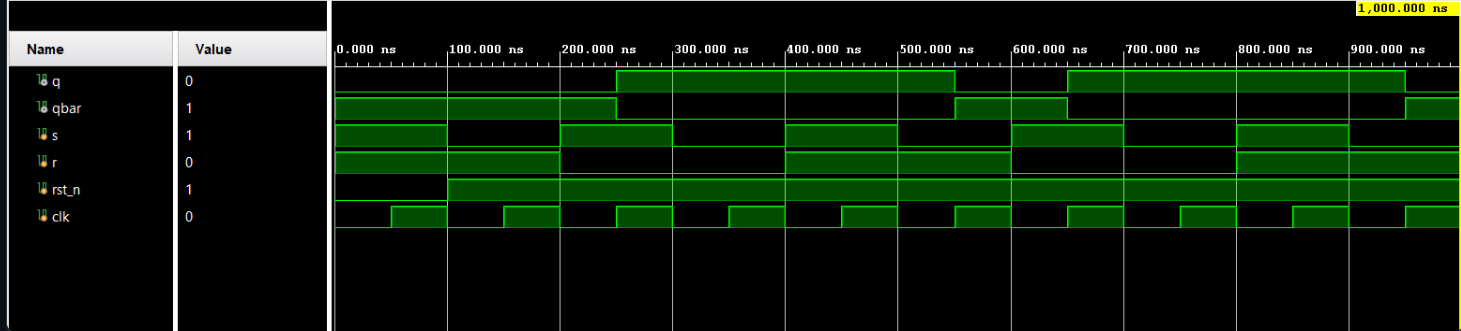 1,000.000 ns
Name Value
0.000 ns 100.000 ns 200.000 ns 300.000 ns 400.000 ns 500.000 ns 600.000 ns 700.000 ns 800.000 ns 900.000 ns
q 0
qbar 1
s 1
r 0
rst_n 1
clk 0